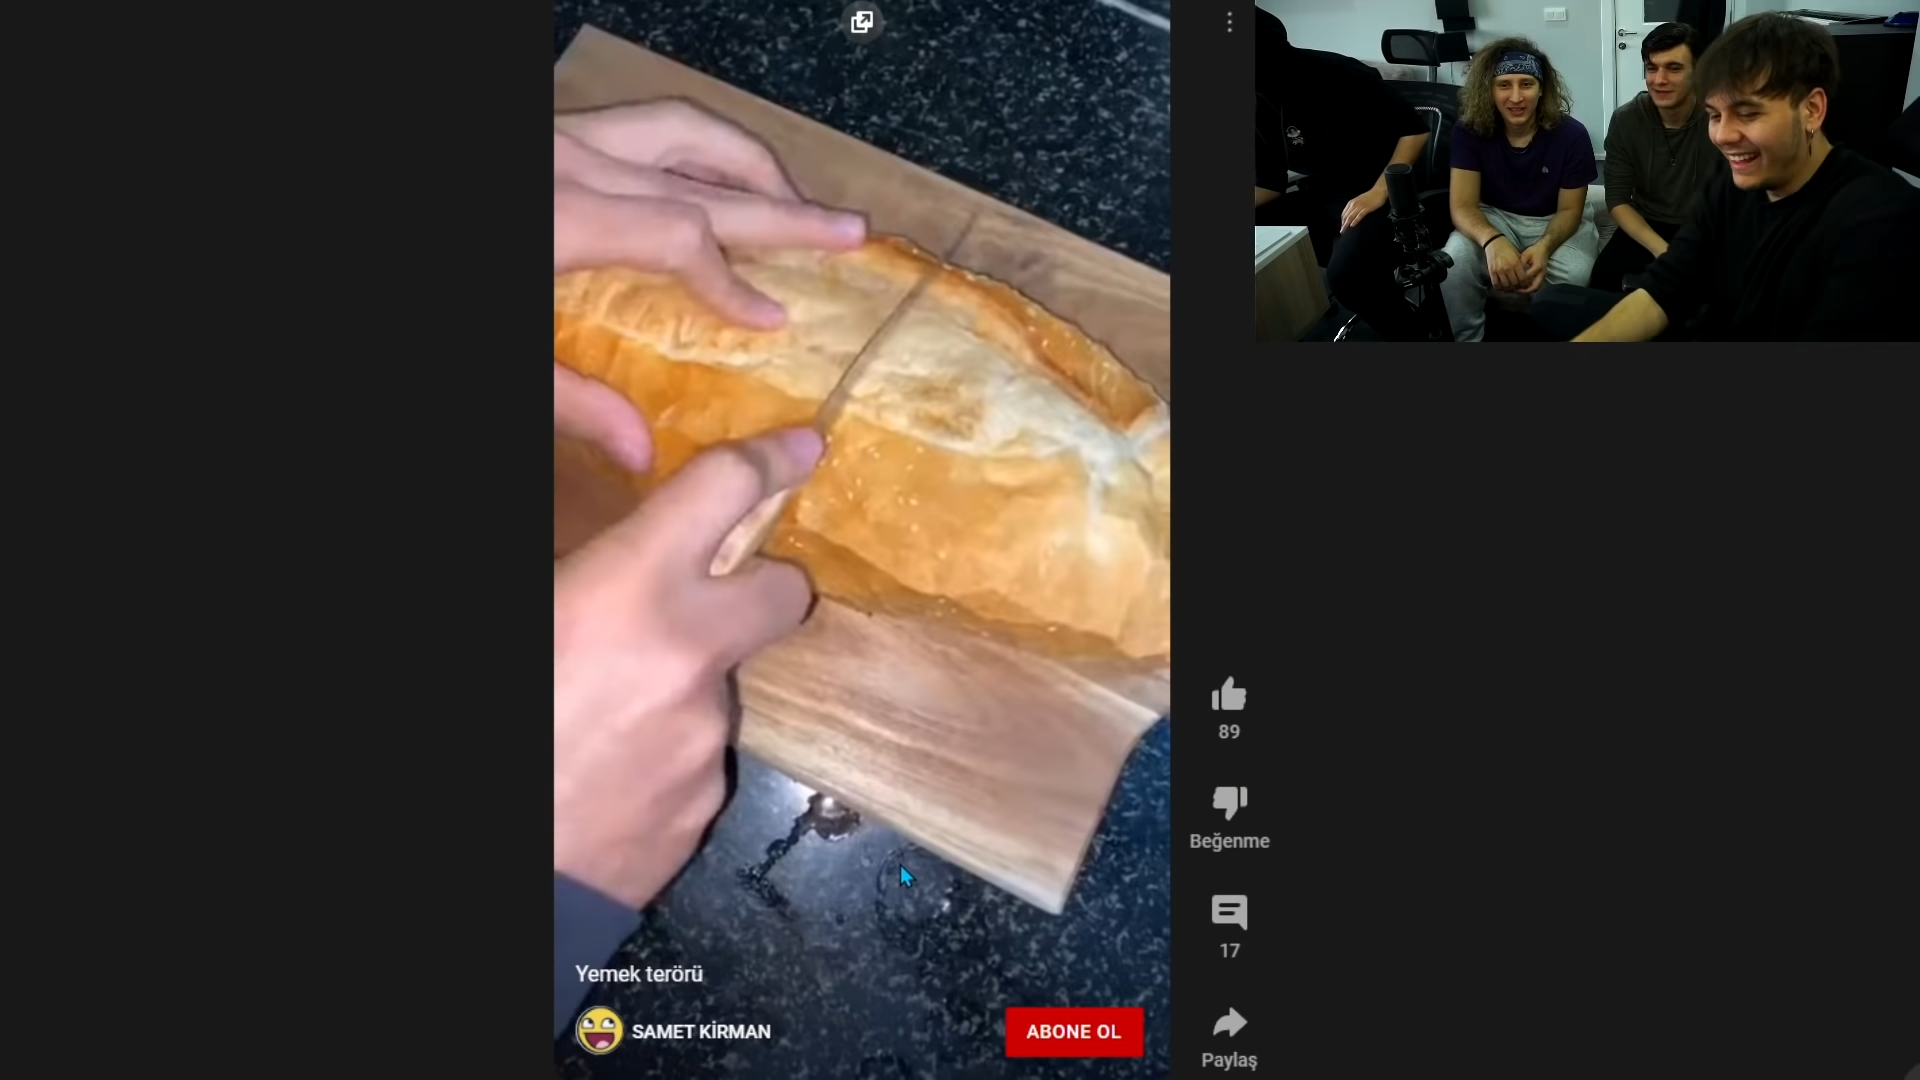 89
Beğenme
17
Yemek terörü
SAMET KİRMAN
ABONE OL
Paylaş